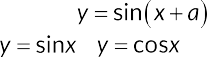 y = sin(x + a)
y = sinx y = cosx